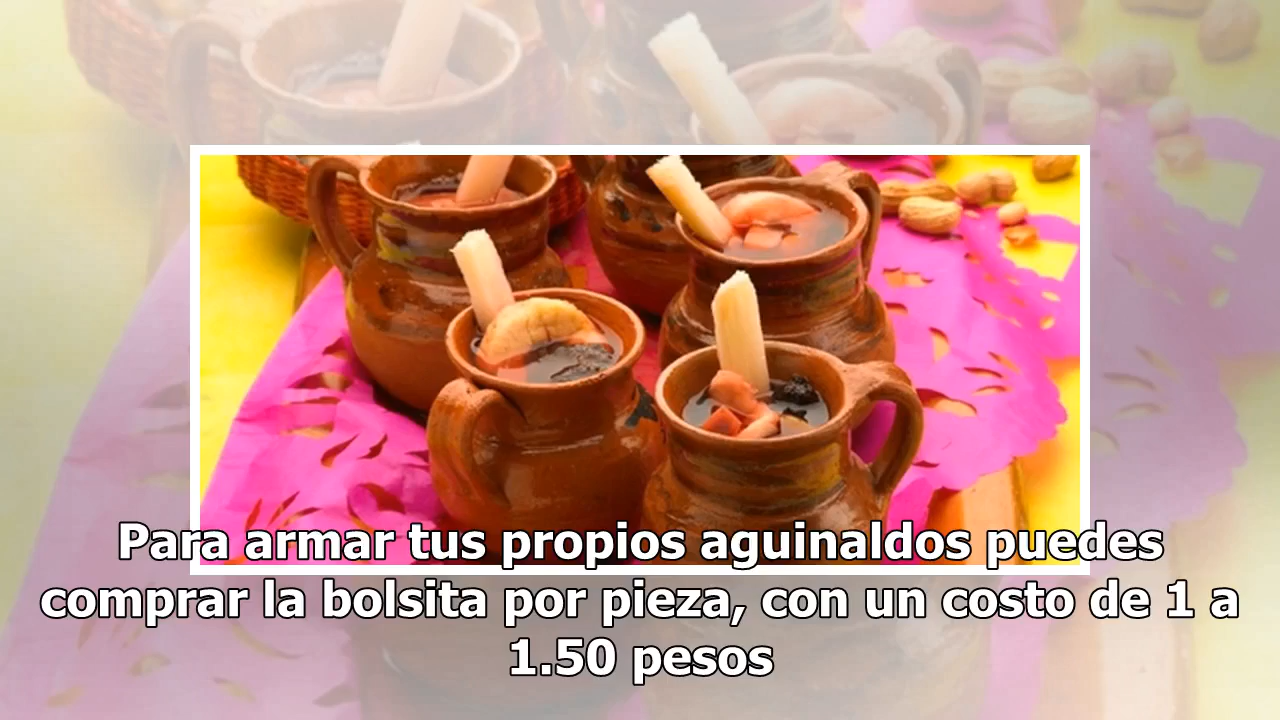 Para armar tus propios aguinaldos puedes
comprar la bolsita por pieza, con un costo de 1 a
1.50 pesos